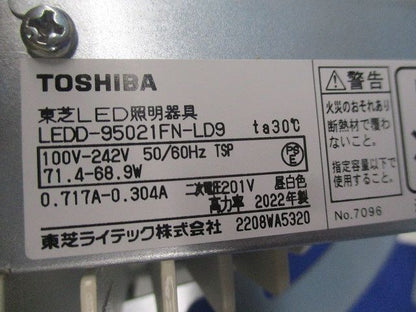 TOSHIBA
東芝LED照明器具
LEDD-95021FN-LD9 ta30℃
100V-242V 50/60Hz TSP
71.4-68.9W
PSE
0.717A-0.304A 二次電圧201V 昼白色
高力率 2022年製
東芝ライテック株式会社 2208WA5320
⚠警告
火災のおそれあり
断熱材で覆わ
ないこと。
指定容量以下で
使用すること。
No.7096